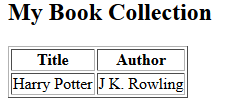 My Book Collection
Title Author
Harry Potter J K. Rowling